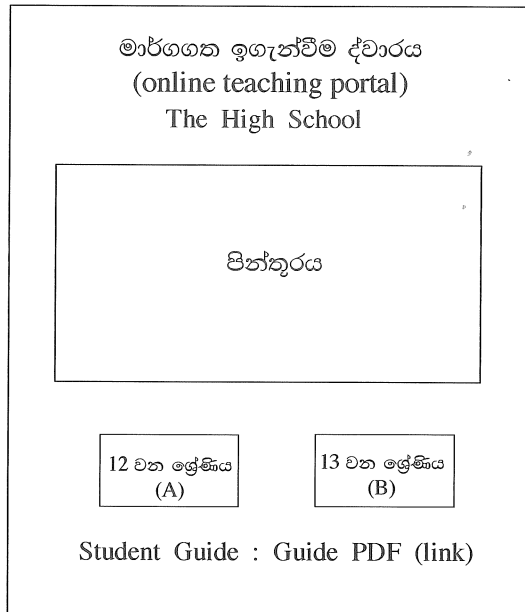 මාර්ගගත ඉගැන්වීම ද්වාරය
(online teaching portal)
The High School
පින්තූරය
12 වන ශ්‍රේණිය
(A)
13 වන ශ්‍රේණිය
(B)
Student Guide : Guide PDF (link)